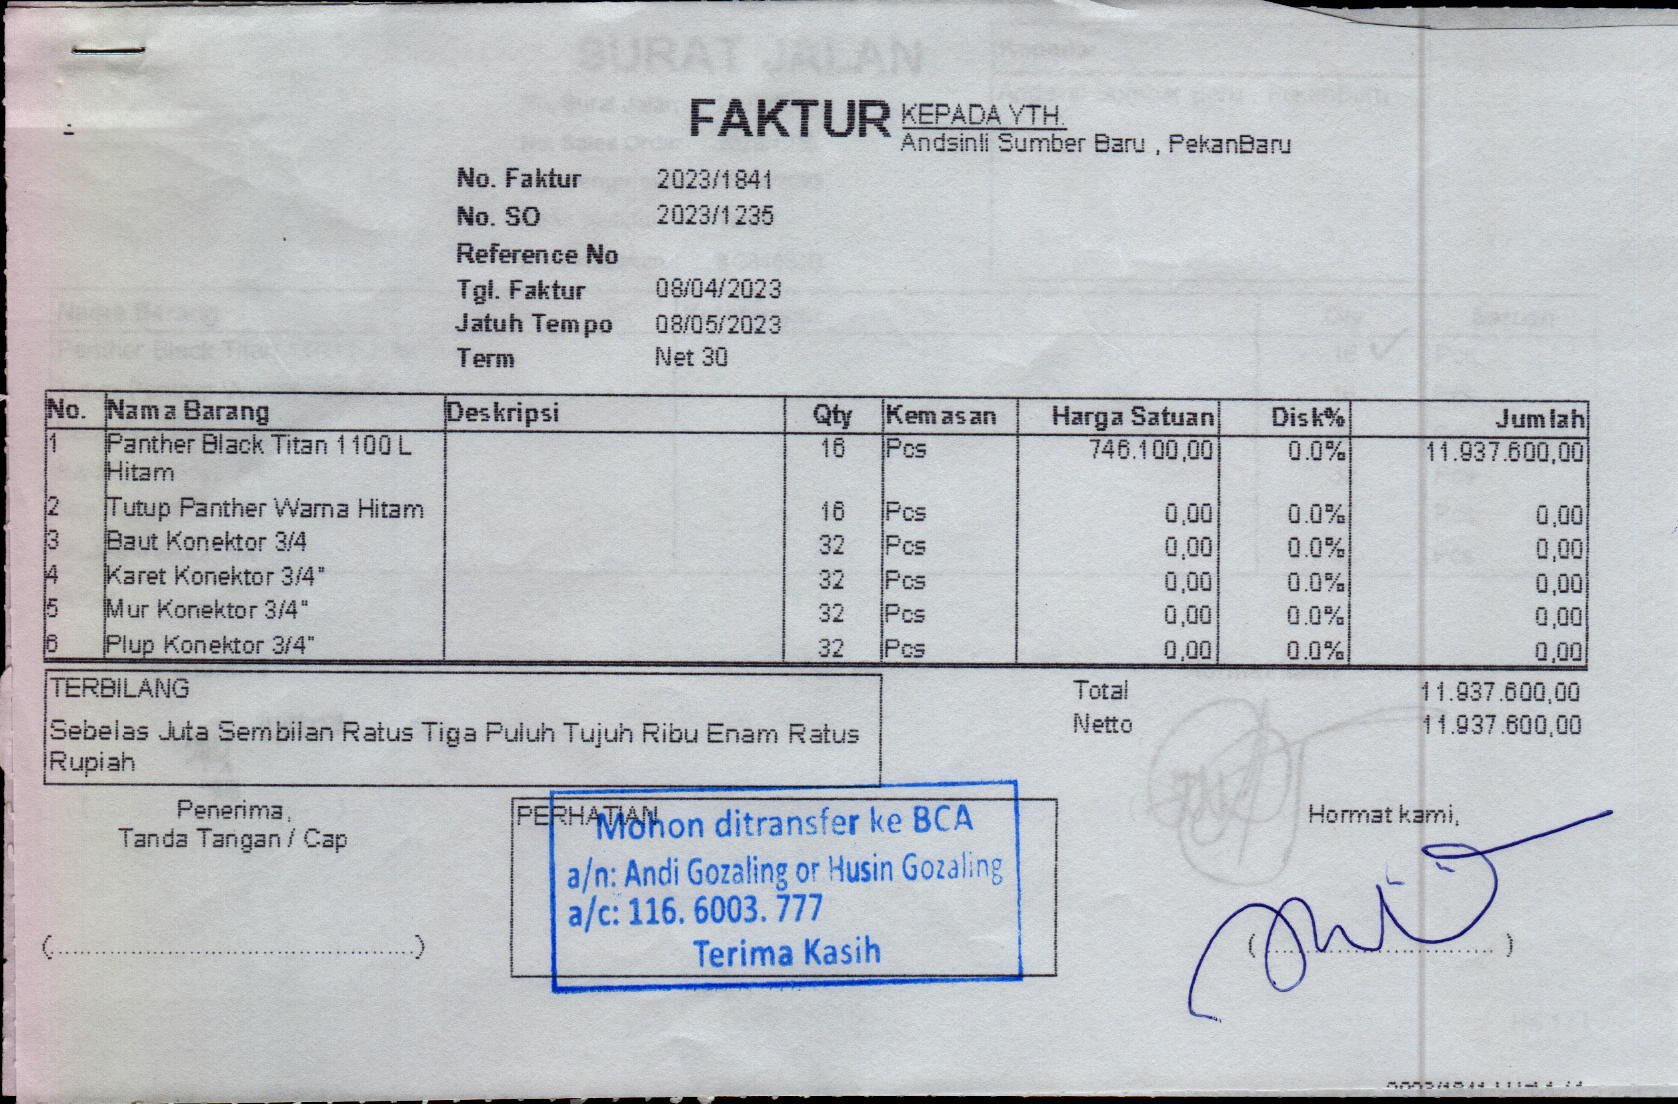 FAKTUR
KEPADA YTH.
Andsinli Sumber Baru , PekanBaru
No. Faktur 2023/1841
No. SO 2023/1235
Reference No
Tgl. Faktur 08/04/2023
Jatuh Tempo 08/05/2023
Term Net 30
No. Nama Barang Deskripsi Qty Kemasan Harga Satuan Disk% Jumlah
1 Panther Black Titan 1100 L 16 Pcs 746.100,00 0.0% 11.937.600,00
Hitam
2 Tutup Panther Warna Hitam 16 Pcs 0,00 0.0% 0,00
3 Baut Konektor 3/4 32 Pcs 0,00 0.0% 0,00
4 Karet Konektor 3/4" 32 Pcs 0,00 0.0% 0,00
5 Mur Konektor 3/4" 32 Pcs 0,00 0.0% 0,00
6 Plup Konektor 3/4" 32 Pcs 0,00 0.0% 0,00
TERBILANG
Sebelas Juta Sembilan Ratus Tiga Puluh Tujuh Ribu Enam Ratus
Rupiah
Total 11.937.600,00
Netto 11.937.600,00
Penerima,
Tanda Tangan / Cap
(..............................................)
PERHATIAN
Mohon ditransfer ke BCA
a/n: Andi Gozaling or Husin Gozaling
a/c: 116. 6003. 777
Terima Kasih
Hormat kami,
(..............................)